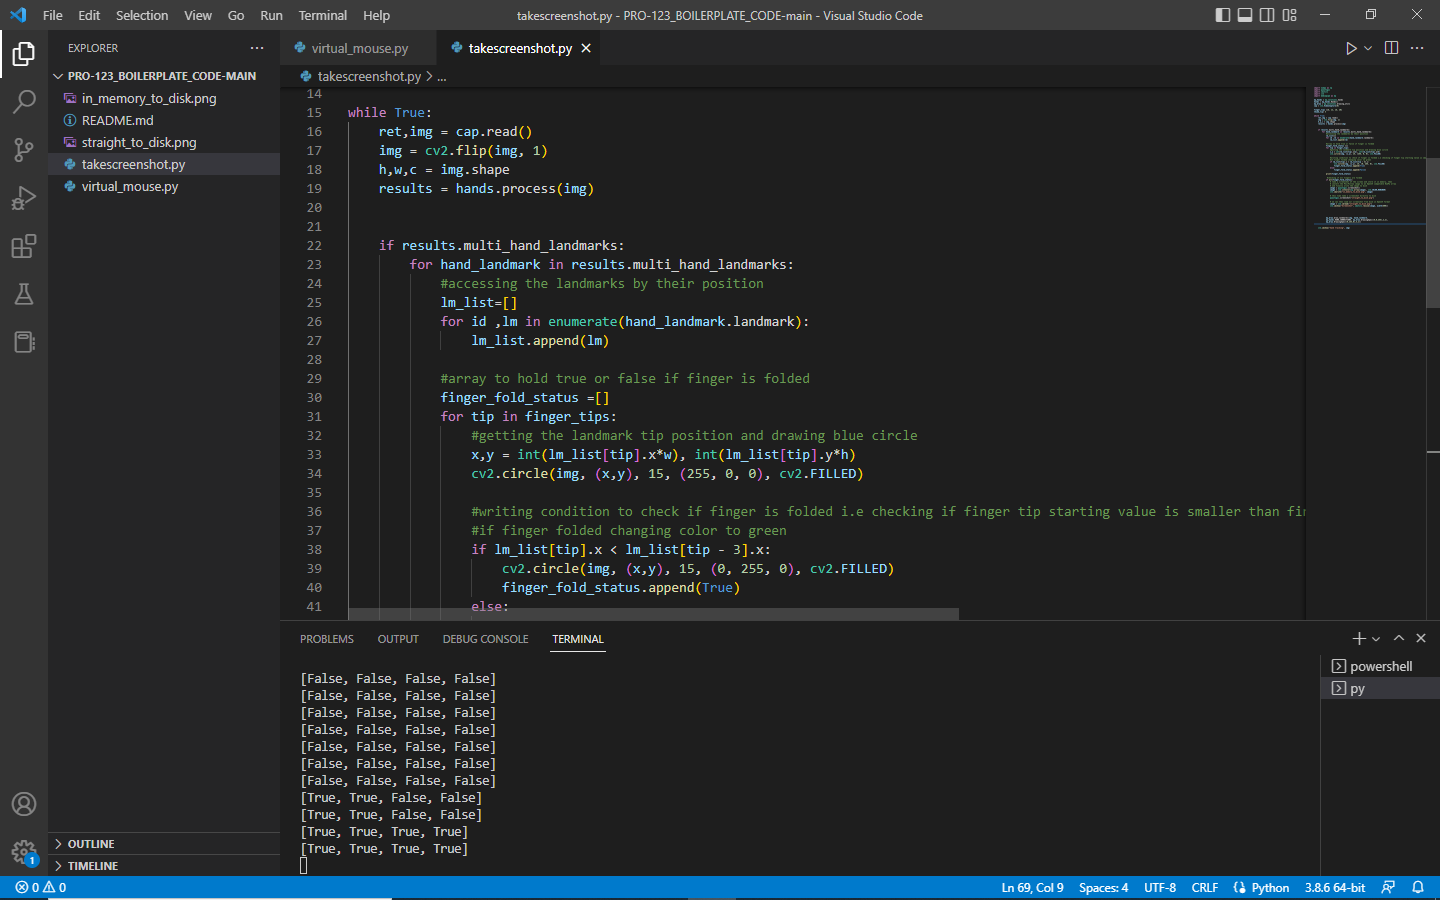 File Edit Selection View Go Run Terminal Help takescreenshot.py - PRO-123_BOILERPLATE_CODE-main - Visual Studio Code
EXPLORER
PRO-123_BOILERPLATE_CODE-MAIN
in_memory_to_disk.png
README.md
straight_to_disk.png
takescreenshot.py
virtual_mouse.py
OUTLINE
TIMELINE
1
virtual_mouse.py takescreenshot.py
takescreenshot.py > ...
14
15 while True:
16 ret,img = cap.read()
17 img = cv2.flip(img, 1)
18 h,w,c = img.shape
19 results = hands.process(img)
20
21
22 if results.multi_hand_landmarks:
23 for hand_landmark in results.multi_hand_landmarks:
24 #accessing the landmarks by their position
25 lm_list=[]
26 for id ,lm in enumerate(hand_landmark.landmark):
27 lm_list.append(lm)
28
29 #array to hold true or false if finger is folded
30 finger_fold_status =[]
31 for tip in finger_tips:
32 #getting the landmark tip position and drawing blue circle
33 x,y = int(lm_list[tip].x*w), int(lm_list[tip].y*h)
34 cv2.circle(img, (x,y), 15, (255, 0, 0), cv2.FILLED)
35
36 #writing condition to check if finger is folded i.e checking if finger tip starting value is smaller than
37 #if finger folded changing color to green
38 if lm_list[tip].x < lm_list[tip - 3].x:
39 cv2.circle(img, (x,y), 15, (0, 255, 0), cv2.FILLED)
40 finger_fold_status.append(True)
41 else:
PROBLEMS OUTPUT DEBUG CONSOLE TERMINAL
[False, False, False, False]
[False, False, False, False]
[False, False, False, False]
[False, False, False, False]
[False, False, False, False]
[False, False, False, False]
[False, False, False, False]
[True, True, False, False]
[True, True, False, False]
[True, True, True, True]
[True, True, True, True]
powershell
py
0 0 Ln 69, Col 9 Spaces: 4 UTF-8 CRLF Python 3.8.6 64-bit